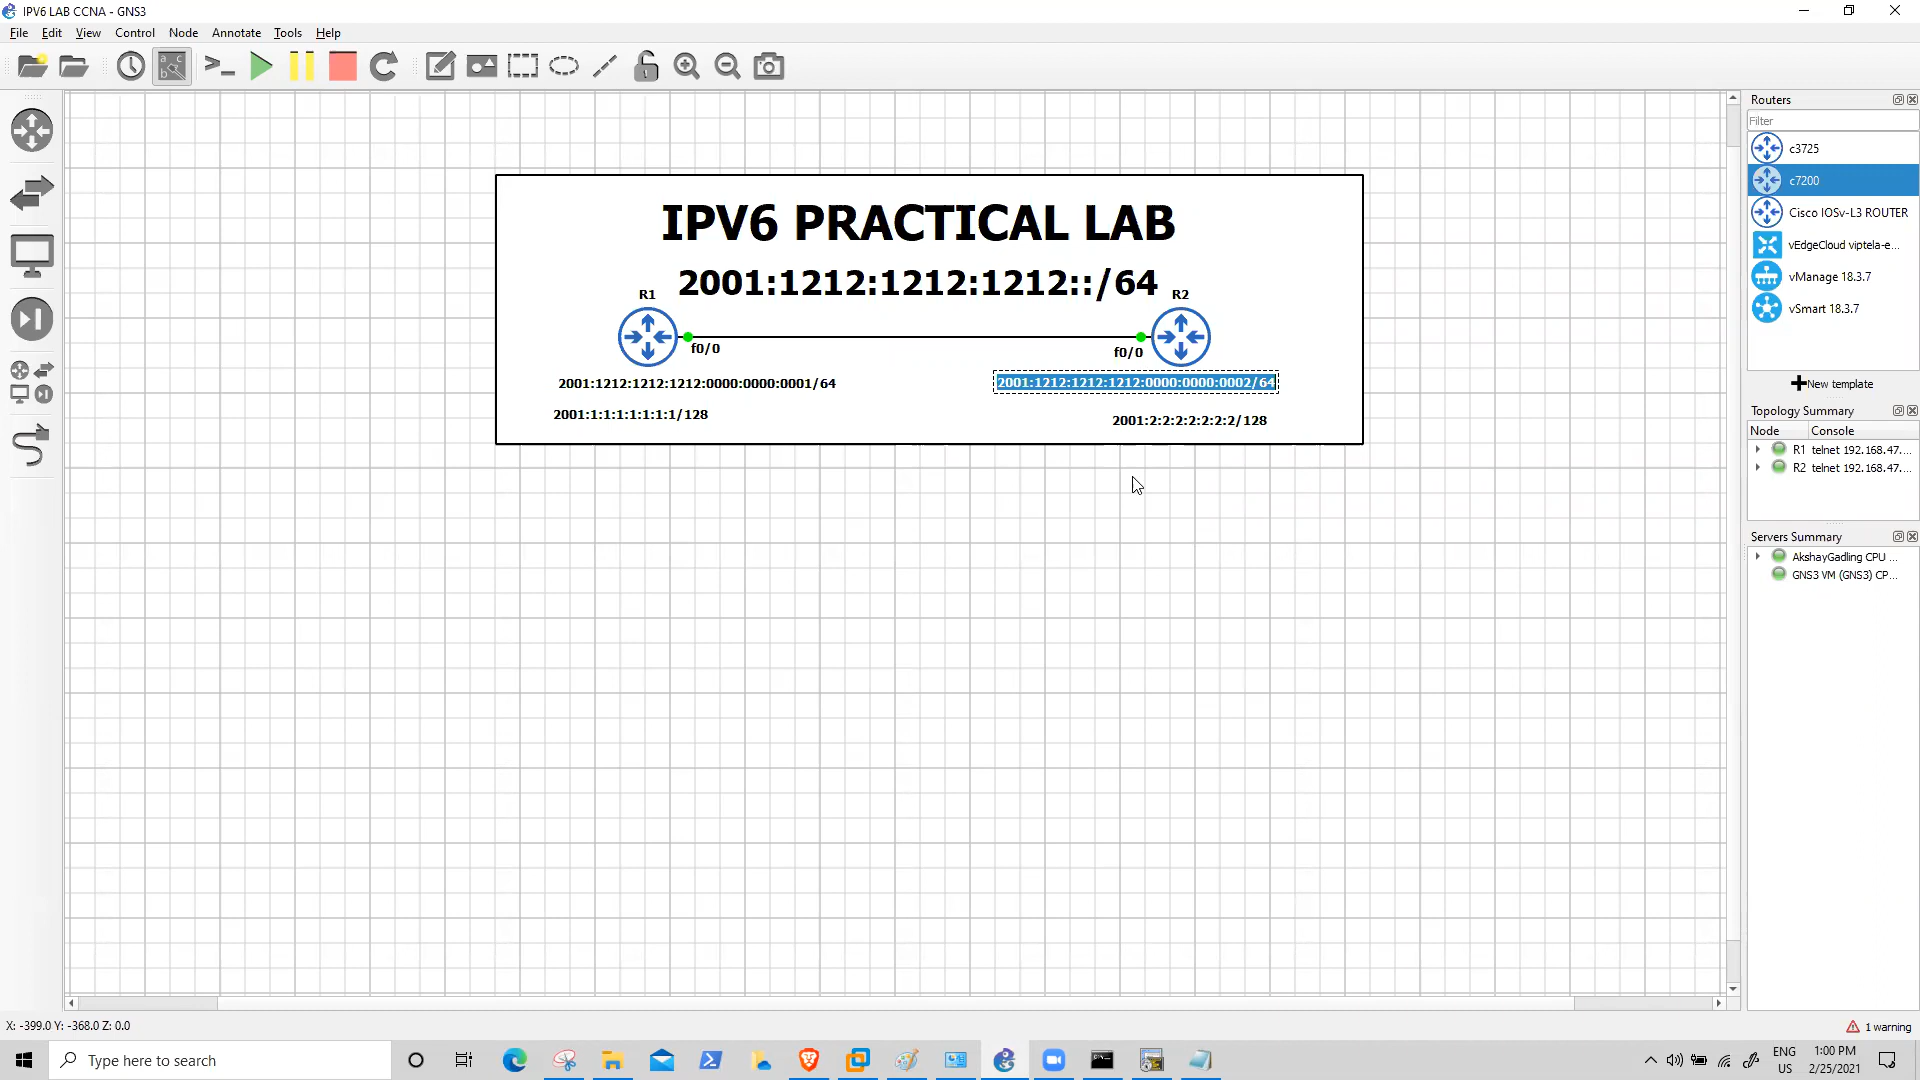 IPV6 LAB CCNA - GNS3
File Edit View Control Node Annotate Tools Help
Routers
Filter
c3725
c7200
Cisco IOSv-L3 ROUTER
vEdgeCloud viptela-e...
vManage 18.3.7
vSmart 18.3.7
New template
Topology Summary
Node Console
R1 telnet 192.168.47....
R2 telnet 192.168.47....
Servers Summary
AkshayGadling CPU ...
GNS3 VM (GNS3) CP...
IPV6 PRACTICAL LAB
2001:1212:1212:1212::/64
R1
R2
f0/0
f0/0
2001:1212:1212:1212:0000:0000:0001/64
2001:1212:1212:1212:0000:0000:0002/64
2001:1:1:1:1:1:1:1/128
2001:2:2:2:2:2:2:2/128
X: -399.0 Y: -368.0 Z: 0.0
1 warning
Type here to search
ENG
US
1:00 PM
2/25/2021